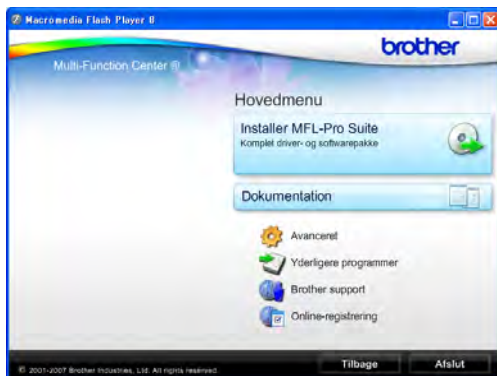 Macromedia Flash Player 8
brother
Multi-Function Center ®
Hovedmenu
Installer MFL-Pro Suite
Komplet driver- og softwarepakke
Dokumentation
Avanceret
Yderligere programmer
Brother support
Online-registrering
© 2001-2007 Brother Industries, Ltd. All rights reserved.
Tilbage
Afslut